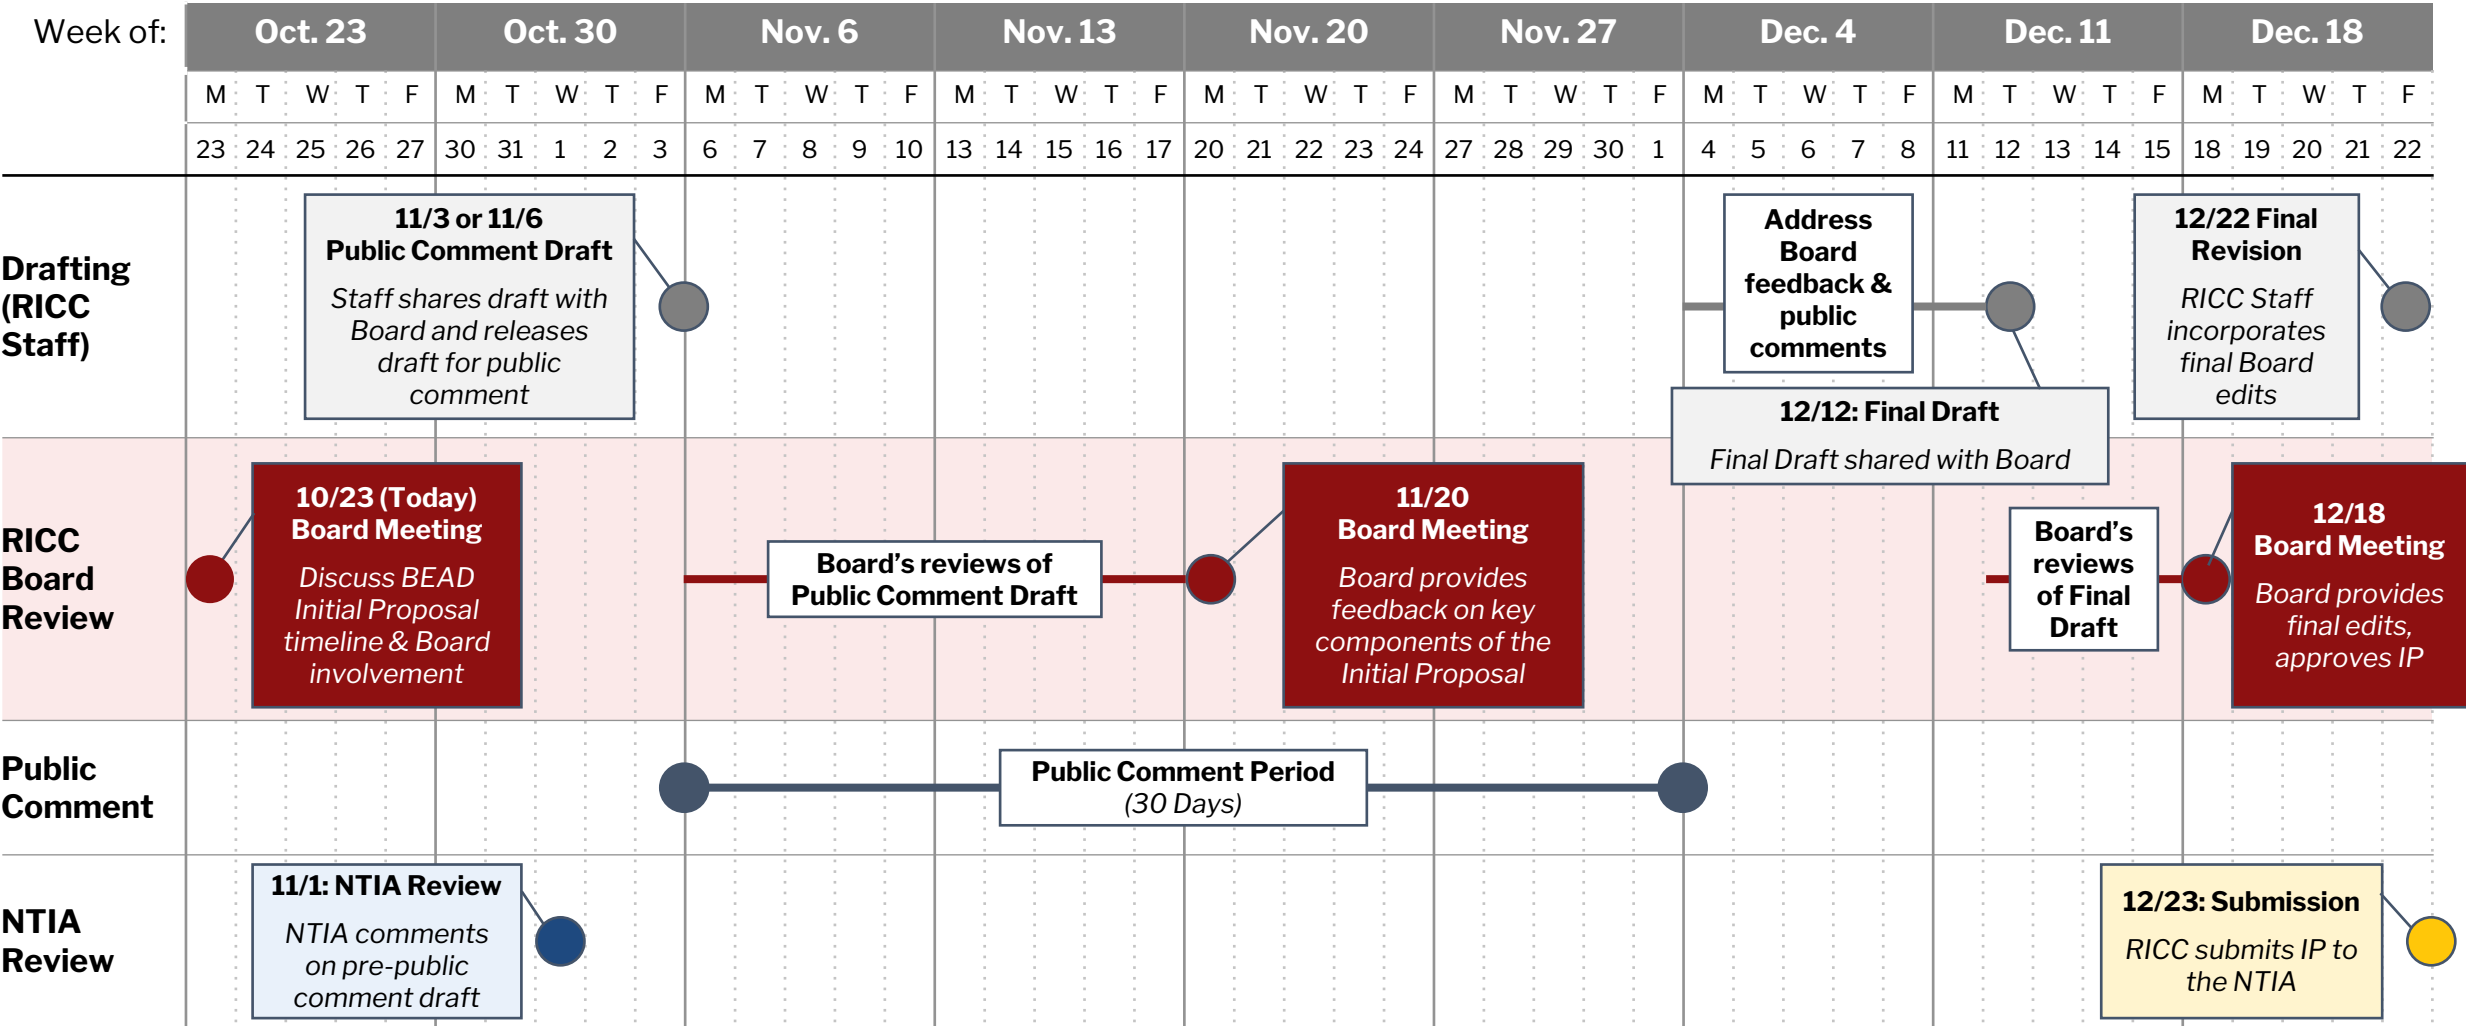 Week of: Oct. 23 Oct. 30 Nov. 6 Nov. 13 Nov. 20 Nov. 27 Dec. 4 Dec. 11 Dec. 18
M T W T F M T W T F M T W T F M T W T F M T W T F M T W T F M T W T F M T W T F M T W T F
23 24 25 26 27 30 31 1 2 3 6 7 8 9 10 13 14 15 16 17 20 21 22 23 24 27 28 29 30 1 4 5 6 7 8 11 12 13 14 15 18 19 20 21 22
Drafting
(RICC
Staff)
11/3 or 11/6
Public Comment Draft
Staff shares draft with
Board and releases
draft for public
comment
Address
Board
feedback &
public
comments
12/12: Final Draft
Final Draft shared with Board
12/22 Final
Revision
RICC Staff
incorporates
final Board
edits
RICC
Board
Review
10/23 (Today)
Board Meeting
Discuss BEAD
Initial Proposal
timeline & Board
involvement
Board's reviews of
Public Comment Draft
11/20
Board Meeting
Board provides
feedback on key
components of the
Initial Proposal
Board's
reviews
of Final
Draft
12/18
Board Meeting
Board provides
final edits,
approves IP
Public
Comment
Public Comment Period
(30 Days)
NTIA
Review
11/1: NTIA Review
NTIA comments
on pre-public
comment draft
12/23: Submission
RICC submits IP to
the NTIA